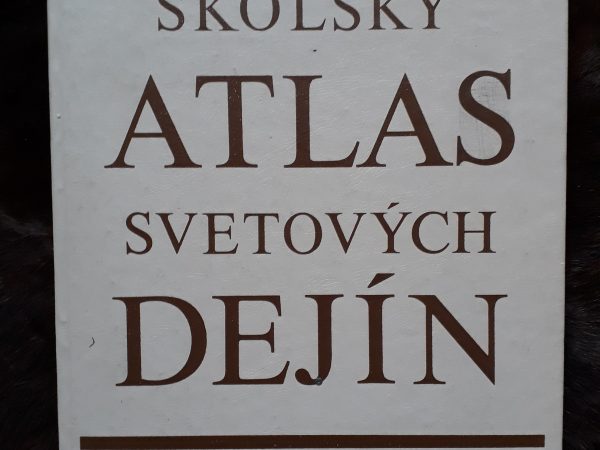 ŠKOLSKÝ
ATLAS
SVETOVÝCH
DEJÍN